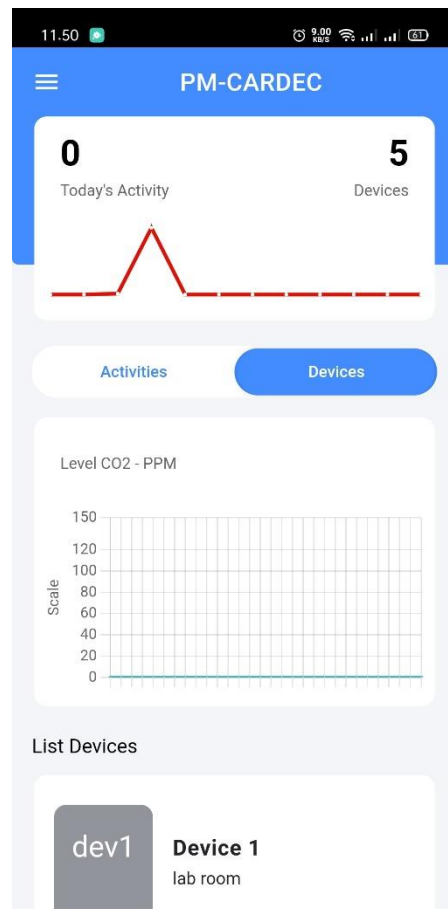 11.50
9.00 KB/S
61
PM-CARDEC
0
5
Today's Activity
Devices
Activities
Devices
Level CO2 - PPM
150
120
100
80
60
40
20
0
Scale
List Devices
dev1
Device 1
lab room